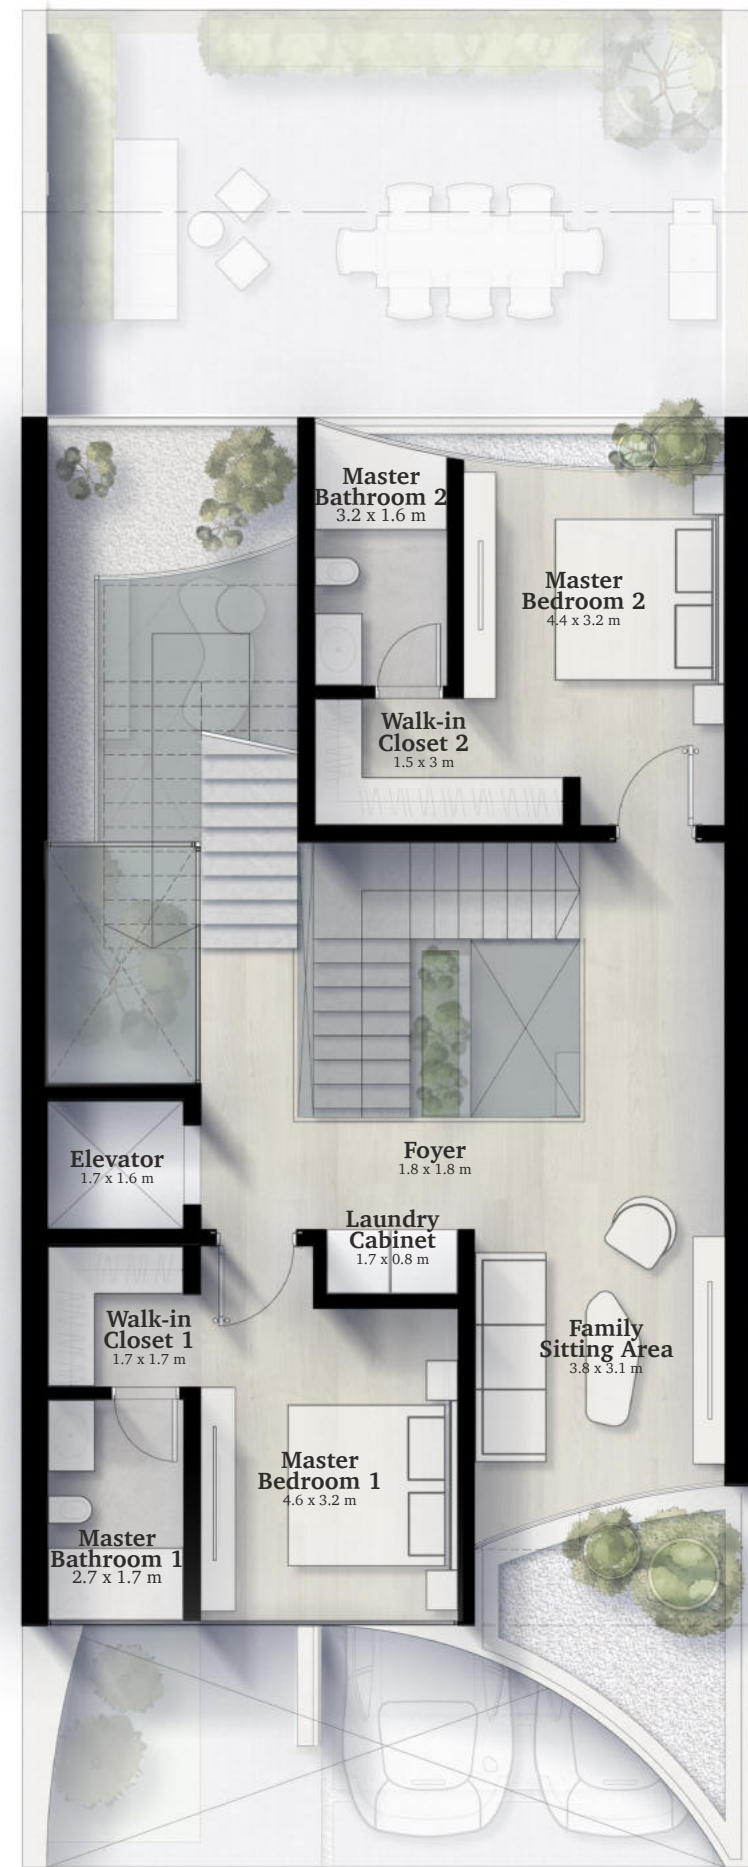 Master
Bathroom 2
3.2 x 1.6 m
Master
Bedroom 2
4.4 x 3.2 m
Walk-in
Closet 2
1.5 x 3 m
Foyer
1.8 x 1.8 m
Elevator
1.7 x 1.6 m
Laundry
Cabinet
1.7 x 0.8 m
Walk-in
Closet 1
1.7 x 1.7 m
Family
Sitting Area
3.8 x 3.1 m
Master
Bedroom 1
4.6 x 3.2 m
Master
Bathroom 1
2.7 x 1.7 m